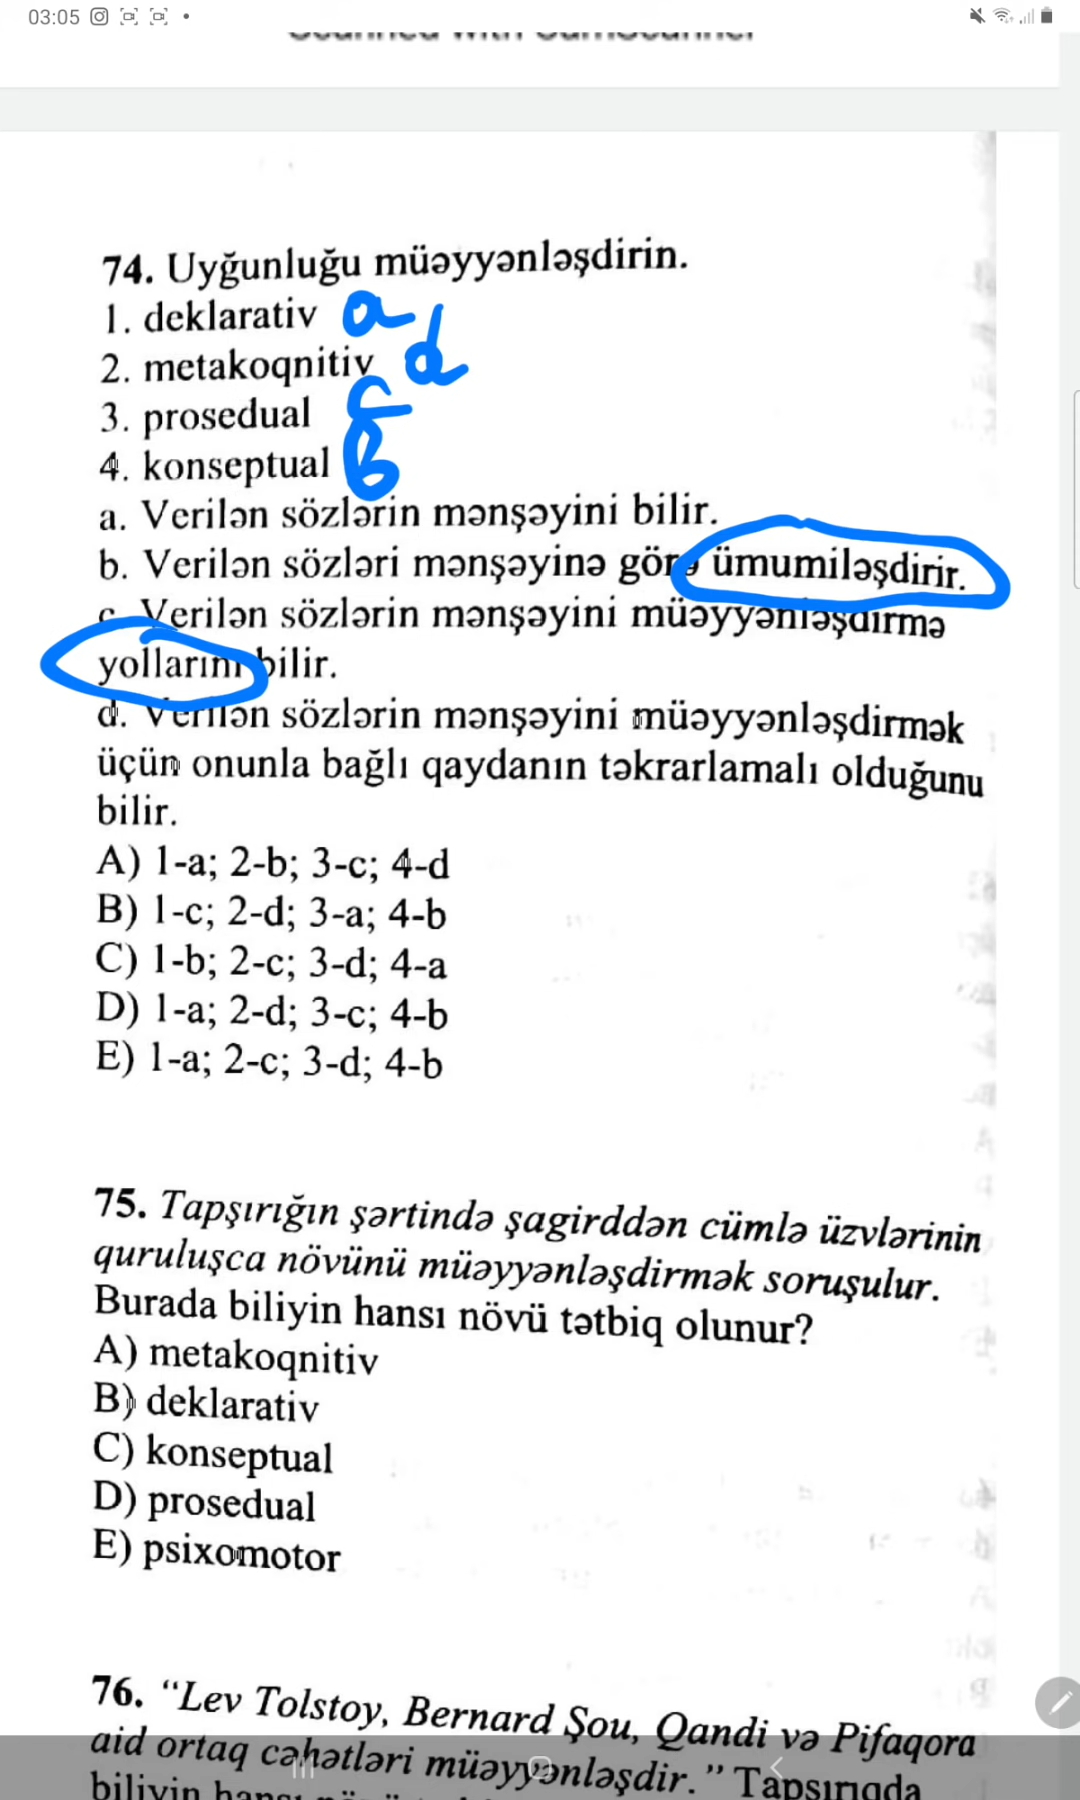 03:05
74. Uyğunluğu müəyyənləşdirin.
1. deklarativ a
2. metakoqnitiv d
3. prosedual c
4. konseptual b
a. Verilən sözlərin mənşəyini bilir.
b. Verilən sözləri mənşəyinə görə ümumiləşdirir.
c. Verilən sözlərin mənşəyini müəyyənləşdirmə
yollarını bilir.
d. Verilən sözlərin mənşəyini müəyyənləşdirmək
üçün onunla bağlı qaydanın təkrarlamalı olduğunu
bilir.
A) 1-a; 2-b; 3-c; 4-d
B) 1-c; 2-d; 3-a; 4-b
C) 1-b; 2-c; 3-d; 4-a
D) 1-a; 2-d; 3-c; 4-b
E) 1-a; 2-c; 3-d; 4-b
75. Tapşırığın şərtində şagirddən cümlə üzvlərinin
quruluşca növünü müəyyənləşdirmək soruşulur.
Burada biliyin hansı növü tətbiq olunur?
A) metakoqnitiv
B) deklarativ
C) konseptual
D) prosedual
E) psixomotor
76. “Lev Tolstoy, Bernard Şou, Qandi və Pifaqora
aid ortaq cəhətləri müəyyənləşdir.” Tapşırıqda
biliyin